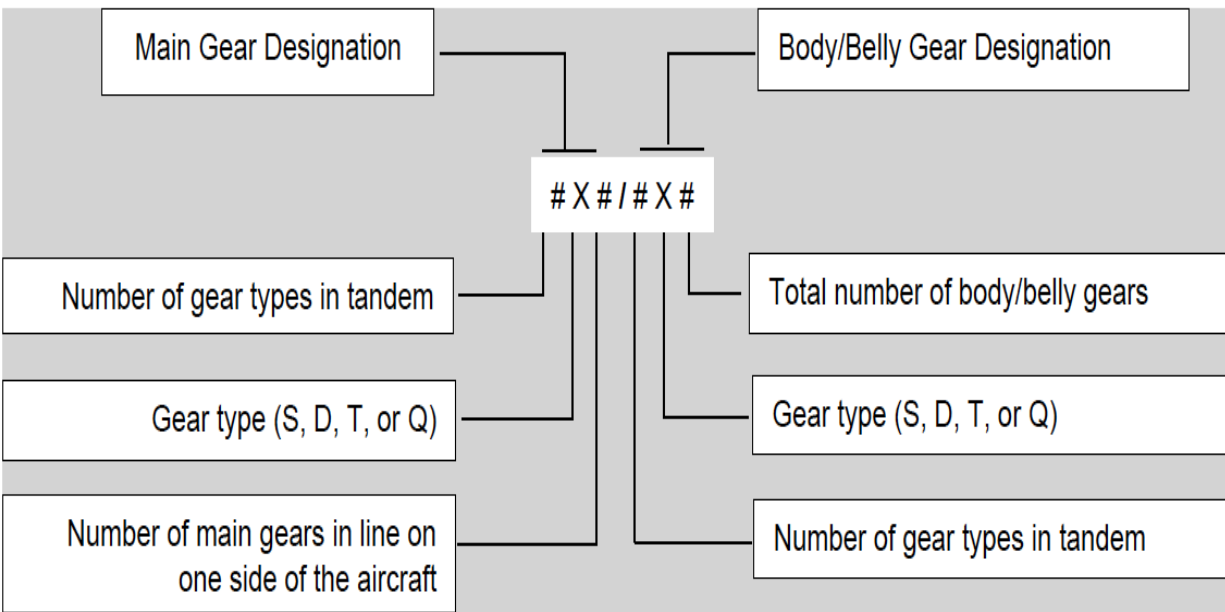 Main Gear Designation
Body/Belly Gear Designation
# X # / # X #
Number of gear types in tandem
Total number of body/belly gears
Gear type (S, D, T, or Q)
Gear type (S, D, T, or Q)
Number of main gears in line on
one side of the aircraft
Number of gear types in tandem